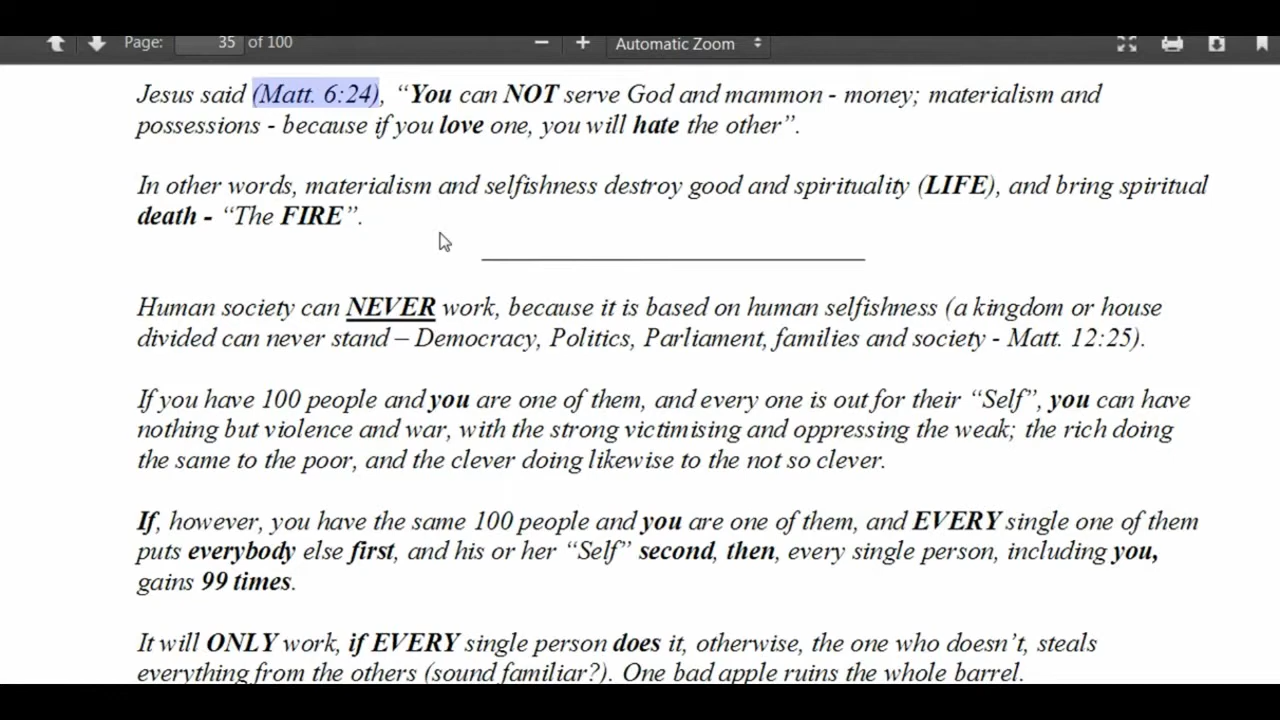 Page: 35 of 100 Automatic Zoom
Jesus said (Matt. 6:24), “You can NOT serve God and mammon - money; materialism and
possessions - because if you love one, you will hate the other”.
In other words, materialism and selfishness destroy good and spirituality (LIFE), and bring spiritual
death - “The FIRE”.
Human society can NEVER work, because it is based on human selfishness (a kingdom or house
divided can never stand – Democracy, Politics, Parliament, families and society - Matt. 12:25).
If you have 100 people and you are one of them, and every one is out for their “Self”, you can have
nothing but violence and war, with the strong victimising and oppressing the weak; the rich doing
the same to the poor, and the clever doing likewise to the not so clever.
If, however, you have the same 100 people and you are one of them, and EVERY single one of them
puts everybody else first, and his or her “Self” second, then, every single person, including you,
gains 99 times.
It will ONLY work, if EVERY single person does it, otherwise, the one who doesn’t, steals
everything from the others (sound familiar?). One bad apple ruins the whole barrel.